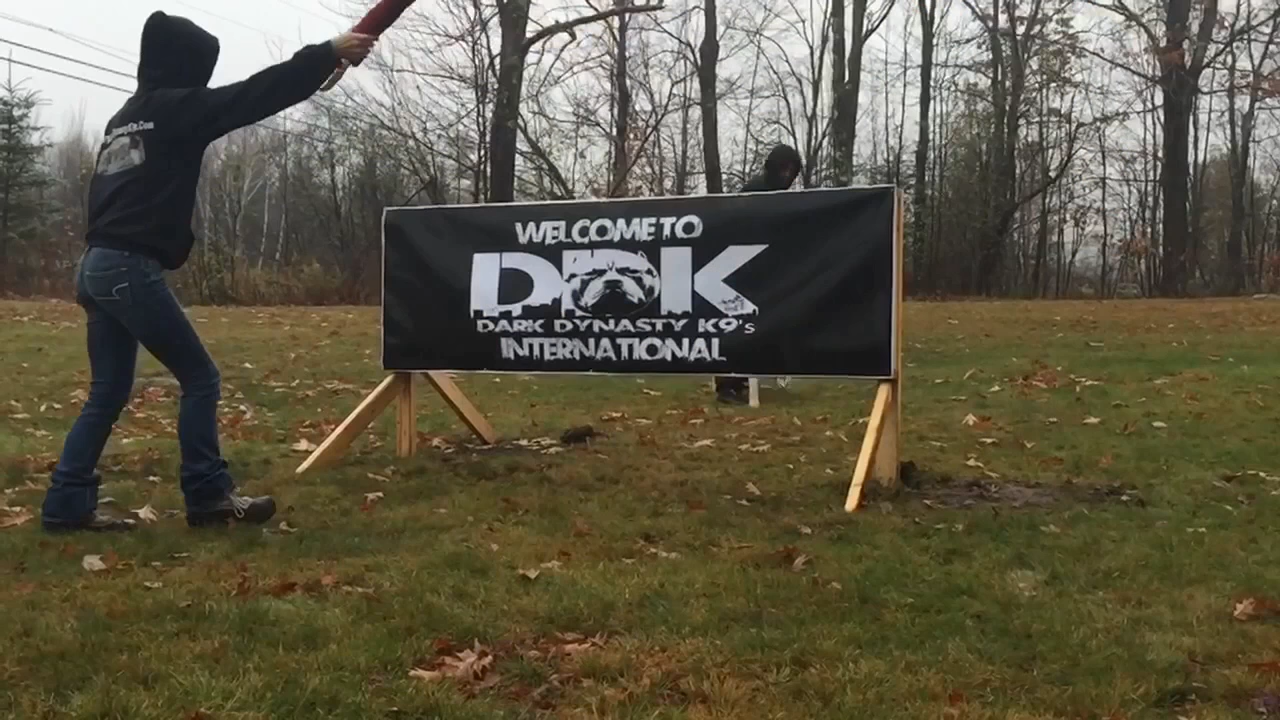 WELCOME TO
DDK
DARK DYNASTY K9's
INTERNATIONAL